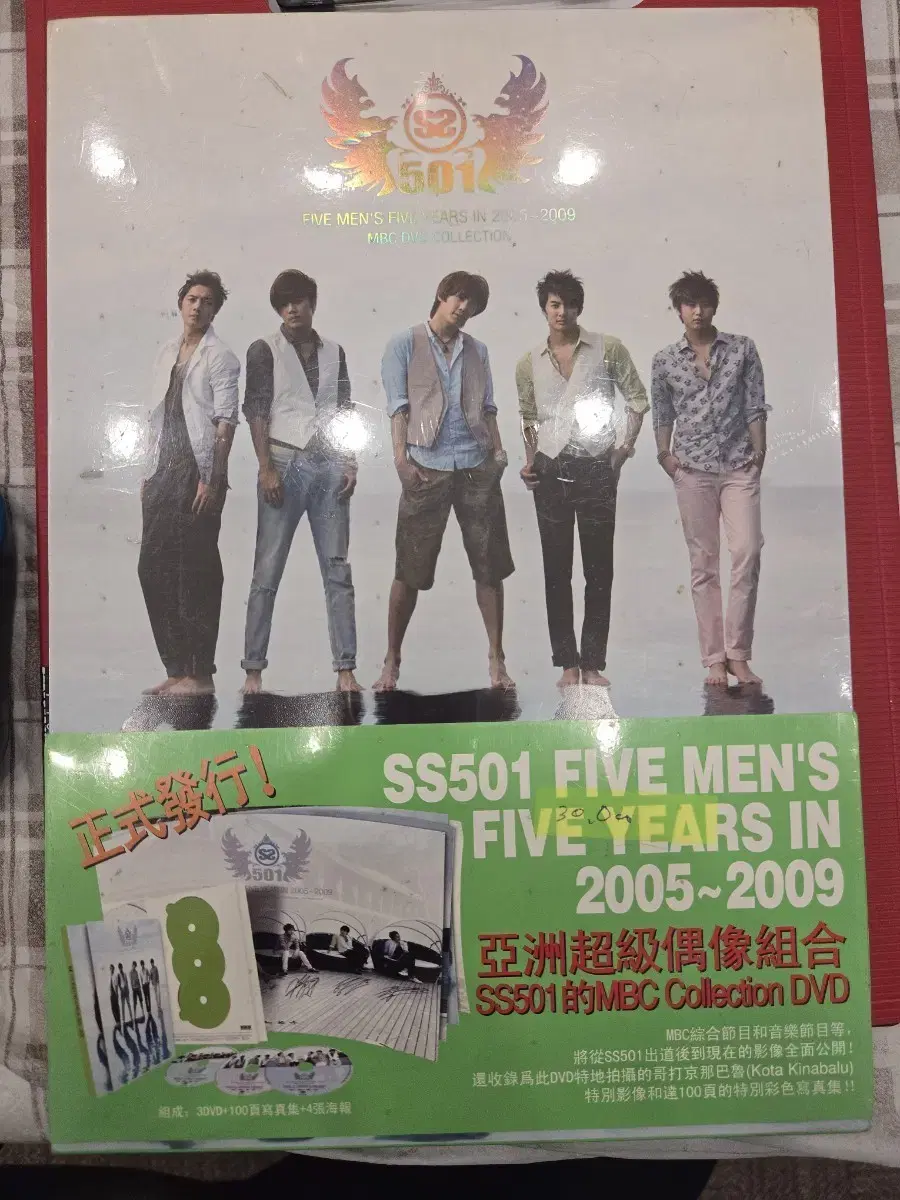 SS
501
FIVE MEN'S FIVE YEARS IN 2005~2009
MBC DVD COLLECTION
正式發行!
SS501 FIVE MEN'S
FIVE YEARS IN
2005~2009
亞洲超級偶像組合
SS501的MBC Collection DVD
MBC綜合節目和音樂節目等,
將從SS501出道後到現在的影像全面公開!
還收錄爲此DVD特地拍攝的哥打京那巴魯(Kota Kinabalu)
特別影像和達100頁的特別彩色寫真集!!
SS
501
2005~2009
組成: 3DVD+100頁寫真集+4張海報